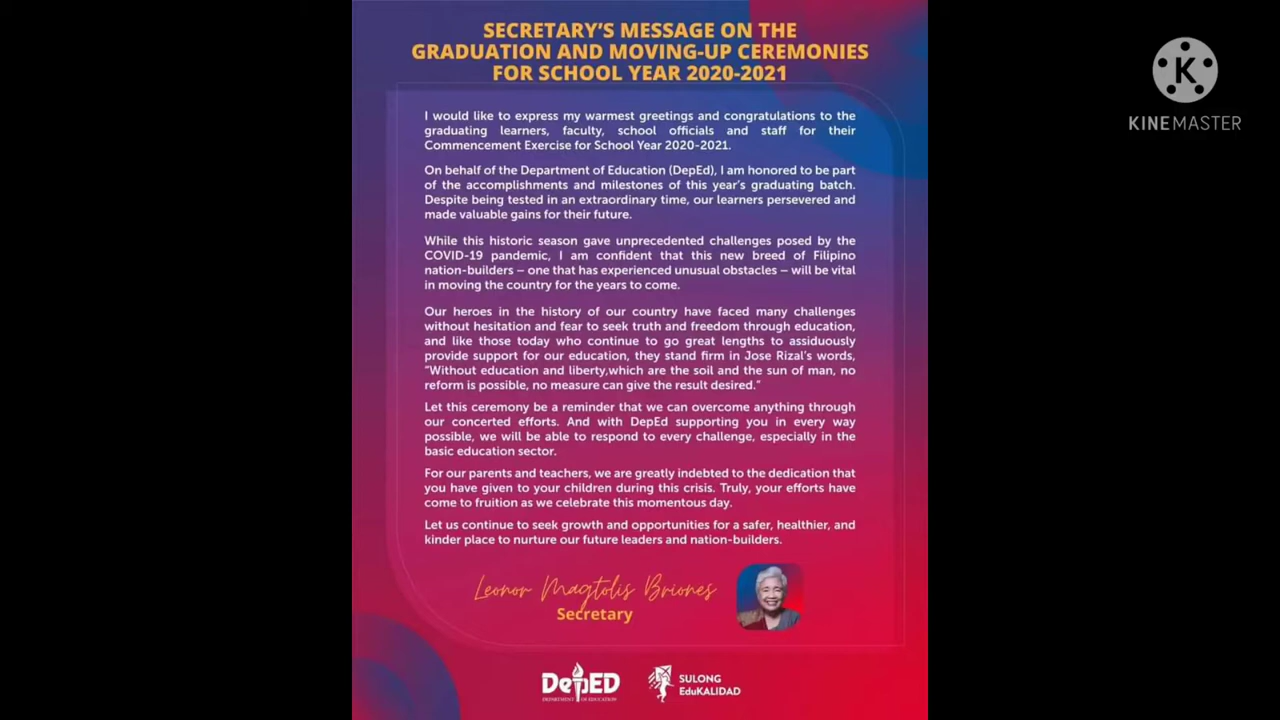 SECRETARY'S MESSAGE ON THE
GRADUATION AND MOVING-UP CEREMONIES
FOR SCHOOL YEAR 2020-2021
I would like to express my warmest greetings and congratulations to the
graduating learners, faculty, school officials and staff for their
Commencement Exercise for School Year 2020-2021.
On behalf of the Department of Education (DepEd), I am honored to be part
of the accomplishments and milestones of this year's graduating batch.
Despite being tested in an extraordinary time, our learners persevered and
made valuable gains for their future.
While this historic season gave unprecedented challenges posed by the
COVID-19 pandemic, I am confident that this new breed of Filipino
nation-builders – one that has experienced unusual obstacles – will be vital
in moving the country for the years to come.
Our heroes in the history of our country have faced many challenges
without hesitation and fear to seek truth and freedom through education,
and like those today who continue to go great lengths to assiduously
provide support for our education, they stand firm in Jose Rizal's words,
"Without education and liberty,which are the soil and the sun of man, no
reform is possible, no measure can give the result desired."
Let this ceremony be a reminder that we can overcome anything through
our concerted efforts. And with DepEd supporting you in every way
possible, we will be able to respond to every challenge, especially in the
basic education sector.
For our parents and teachers, we are greatly indebted to the dedication that
you have given to your children during this crisis. Truly, your efforts have
come to fruition as we celebrate this momentous day.
Let us continue to seek growth and opportunities for a safer, healthier, and
kinder place to nurture our future leaders and nation-builders.
Leonor Magtolis Briones
Secretary
DepED
DEPARTMENT OF EDUCATION
SULONG
EduKALIDAD
K
KINEMASTER